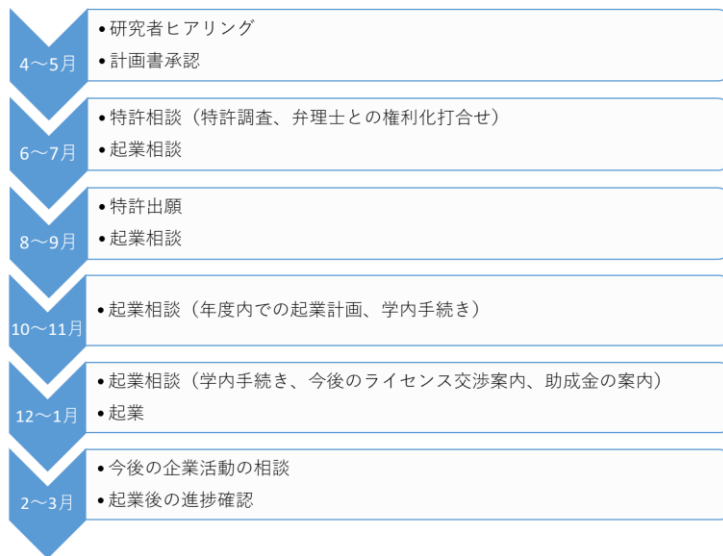 4～5月
•研究者ヒアリング
•計画書承認
6～7月
•特許相談（特許調査、弁理士との権利化打合せ）
•起業相談
8～9月
•特許出願
•起業相談
10～11月
•起業相談（年度内での起業計画、学内手続き）
12～1月
•起業相談（学内手続き、今後のライセンス交渉案内、助成金の案内）
•起業
2～3月
•今後の企業活動の相談
•起業後の進捗確認